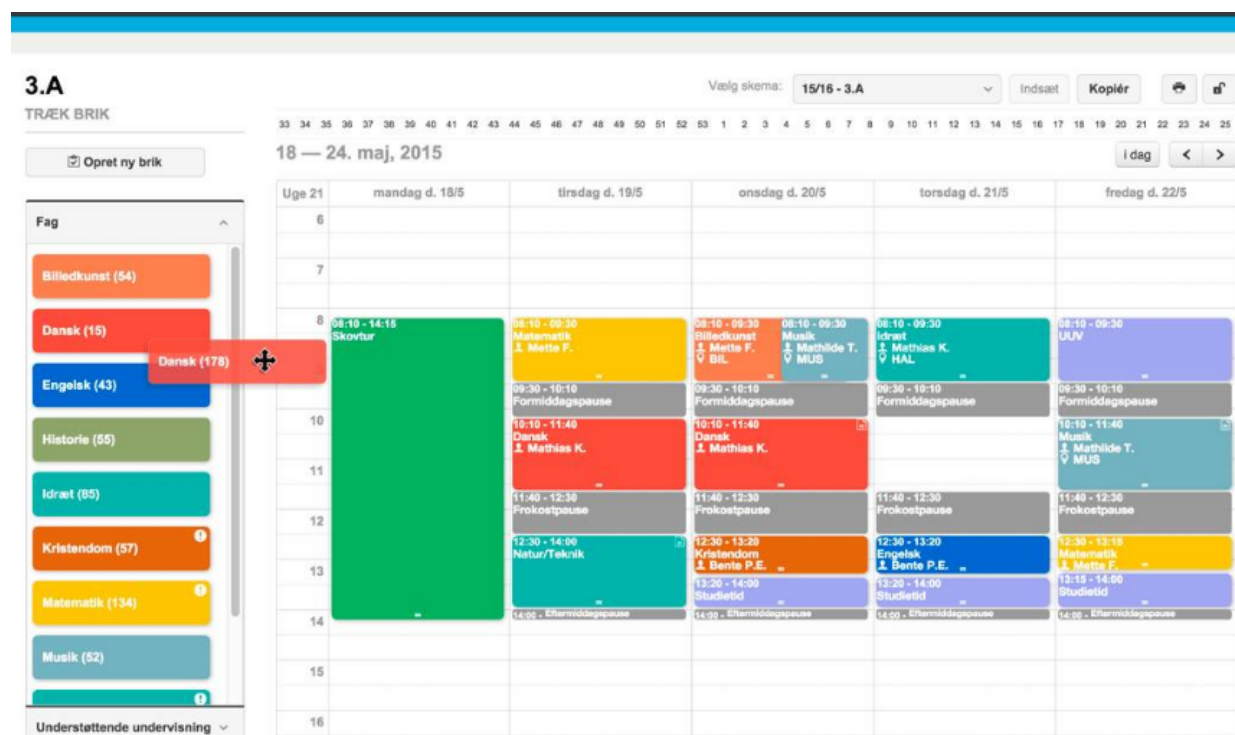 3.A
TRÆK BRIK
Vælg skema:
15/16 - 3.A
Indsæt
Kopiér
33 34 35 36 37 38 39 40 41 42 43 44 45 46 47 48 49 50 51 52 53 1 2 3 4 5 6 7 8 9 10 11 12 13 14 15 16 17 18 19 20 21 22 23 24 25
Opret ny brik
18 — 24. maj, 2015
i dag
Uge 21
mandag d. 18/5
tirsdag d. 19/5
onsdag d. 20/5
torsdag d. 21/5
fredag d. 22/5
Fag
Billedkunst (54)
Dansk (15)
Dansk (178)
Engelsk (43)
Historie (55)
Idræt (85)
Kristendom (57)
Matematik (134)
Musik (52)
Understøttende undervisning
6
7
8
10
11
12
13
14
15
16
08:10 - 14:15
Skovtur
08:10 - 09:30
Matematik
Mette F.
09:30 - 10:10
Formiddagspause
10:10 - 11:40
Dansk
Mathias K.
11:40 - 12:30
Frokostpause
12:30 - 14:00
Natur/Teknik
14:00 - Eftermiddagspause
08:10 - 09:30
Billedkunst
Mette F.
BIL
08:10 - 09:30
Musik
Mathilde T.
MUS
09:30 - 10:10
Formiddagspause
10:10 - 11:40
Dansk
Mathias K.
11:40 - 12:30
Frokostpause
12:30 - 13:20
Kristendom
Bente P.E.
13:20 - 14:00
Studietid
14:00 - Eftermiddagspause
08:10 - 09:30
Idræt
Mathias K.
HAL
09:30 - 10:10
Formiddagspause
11:40 - 12:30
Frokostpause
12:30 - 13:20
Engelsk
Bente P.E.
13:20 - 14:00
Studietid
14:00 - Eftermiddagspause
08:10 - 09:30
UUV
09:30 - 10:10
Formiddagspause
10:10 - 11:40
Musik
Mathilde T.
MUS
11:40 - 12:30
Frokostpause
12:30 - 13:15
Matematik
Mette F.
13:15 - 14:00
Studietid
14:00 - Eftermiddagspause